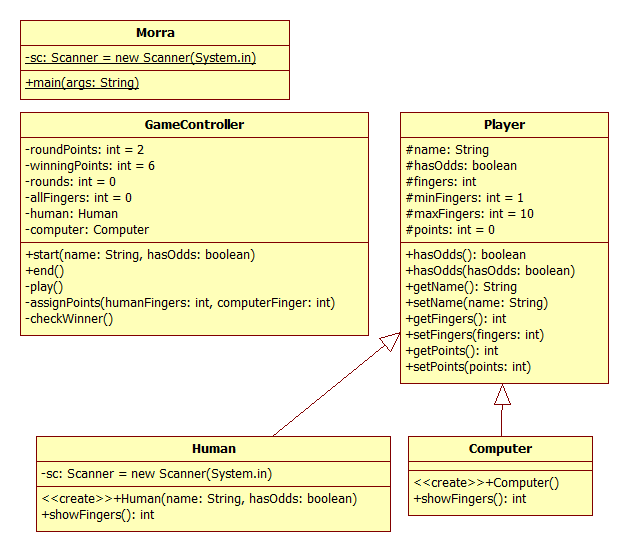 Morra
-sc: Scanner = new Scanner(System.in)
+main(args: String)
GameController
-roundPoints: int = 2
-winningPoints: int = 6
-rounds: int = 0
-allFingers: int = 0
-human: Human
-computer: Computer
+start(name: String, hasOdds: boolean)
+end()
-play()
-assignPoints(humanFingers: int, computerFinger: int)
-checkWinner()
Player
#name: String
#hasOdds: boolean
#fingers: int
#minFingers: int = 1
#maxFingers: int = 10
#points: int = 0
+hasOdds(): boolean
+hasOdds(hasOdds: boolean)
+getName(): String
+setName(name: String)
+getFingers(): int
+setFingers(fingers: int)
+getPoints(): int
+setPoints(points: int)
Human
-sc: Scanner = new Scanner(System.in)
<<create>>+Human(name: String, hasOdds: boolean)
+showFingers(): int
Computer
<<create>>+Computer()
+showFingers(): int